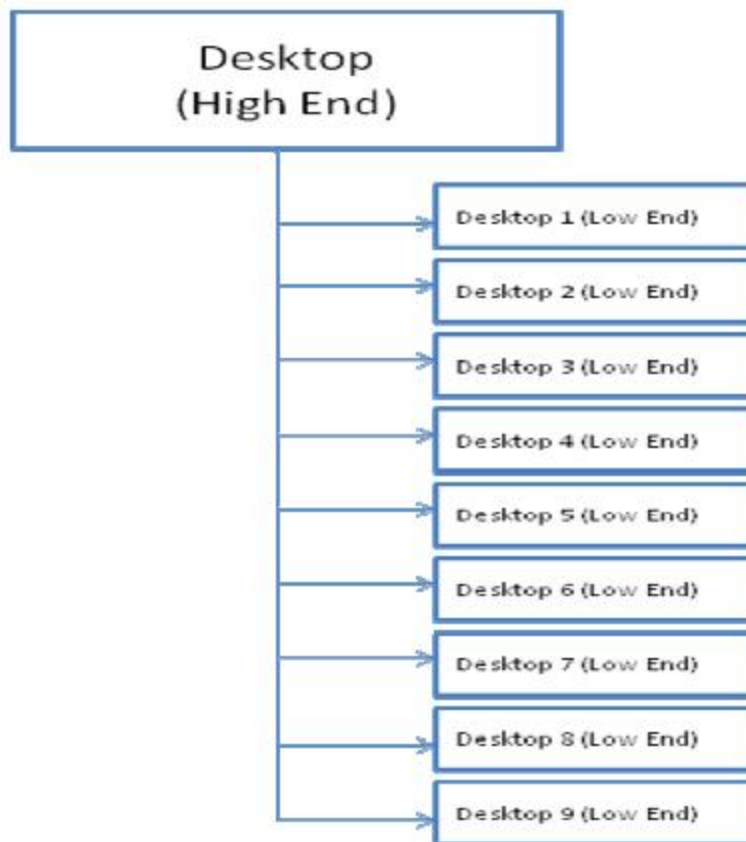 Desktop
(High End)
Desktop 1 (Low End)
Desktop 2 (Low End)
Desktop 3 (Low End)
Desktop 4 (Low End)
Desktop 5 (Low End)
Desktop 6 (Low End)
Desktop 7 (Low End)
Desktop 8 (Low End)
Desktop 9 (Low End)